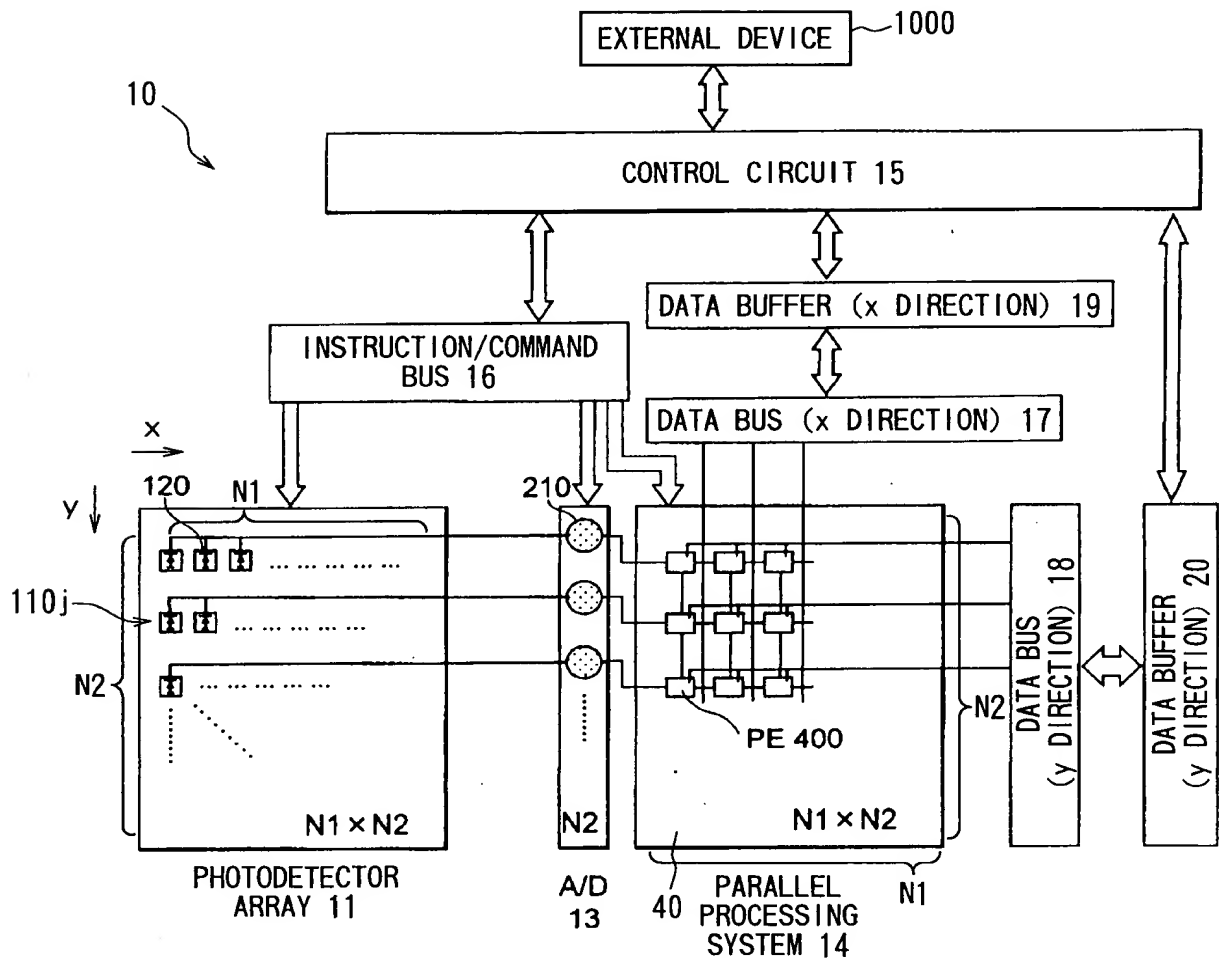 EXTERNAL DEVICE
1000
10
CONTROL CIRCUIT 15
DATA BUFFER (x DIRECTION) 19
INSTRUCTION/COMMAND
BUS 16
DATA BUS (x DIRECTION) 17
x
y
120
N1
210
110j
N2
N1×N2
N2
PE 400
N1×N2
40
N2
N1
DATA BUS
(y DIRECTION) 18
DATA BUFFER
(y DIRECTION) 20
PHOTODETECTOR
ARRAY 11
A/D
13
PARALLEL
PROCESSING
SYSTEM 14